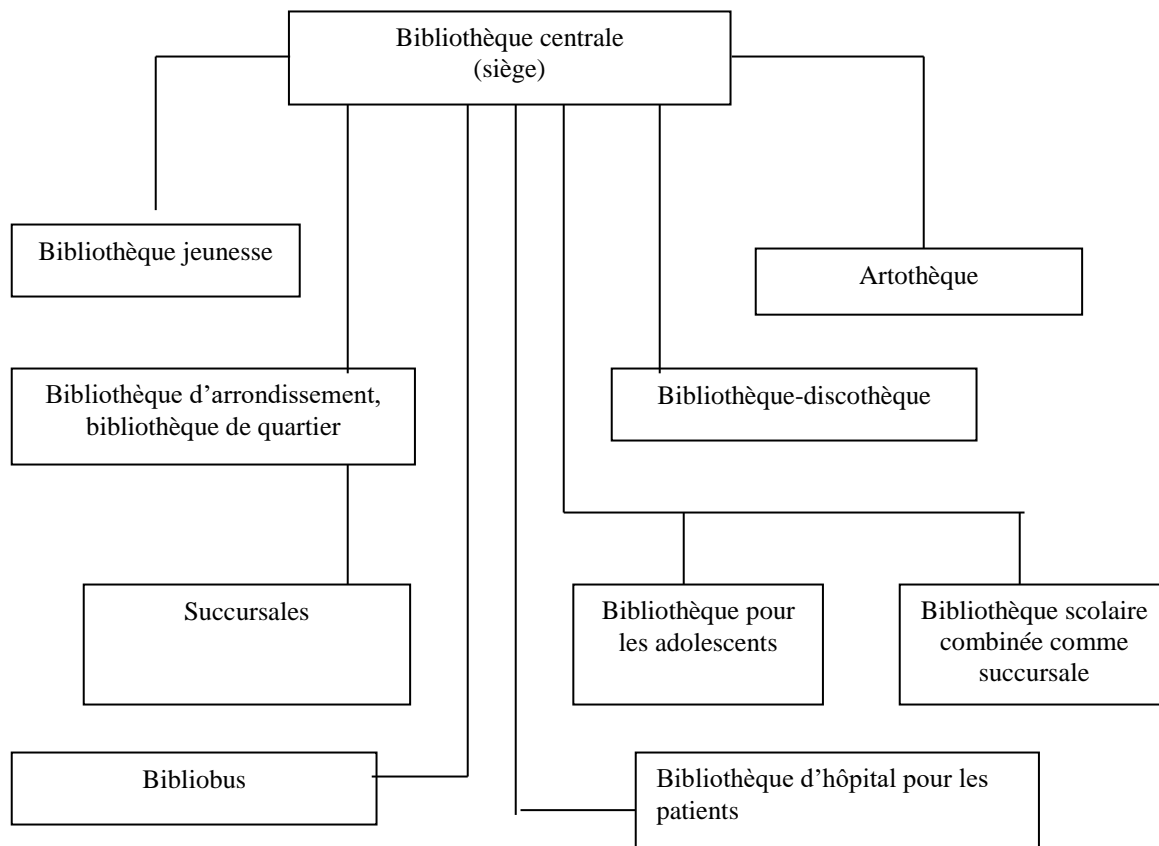 Bibliothèque centrale
(siège)
Bibliothèque jeunesse
Artothèque
Bibliothèque d’arrondissement,
bibliothèque de quartier
Bibliothèque-discothèque
Succursales
Bibliothèque pour
les adolescents
Bibliothèque scolaire
combinée comme
succursale
Bibliobus
Bibliothèque d’hôpital pour les
patients